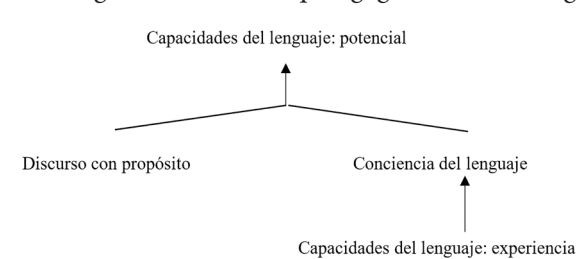 Capacidades del lenguaje: potencial
Discurso con propósito Conciencia del lenguaje
Capacidades del lenguaje: experiencia